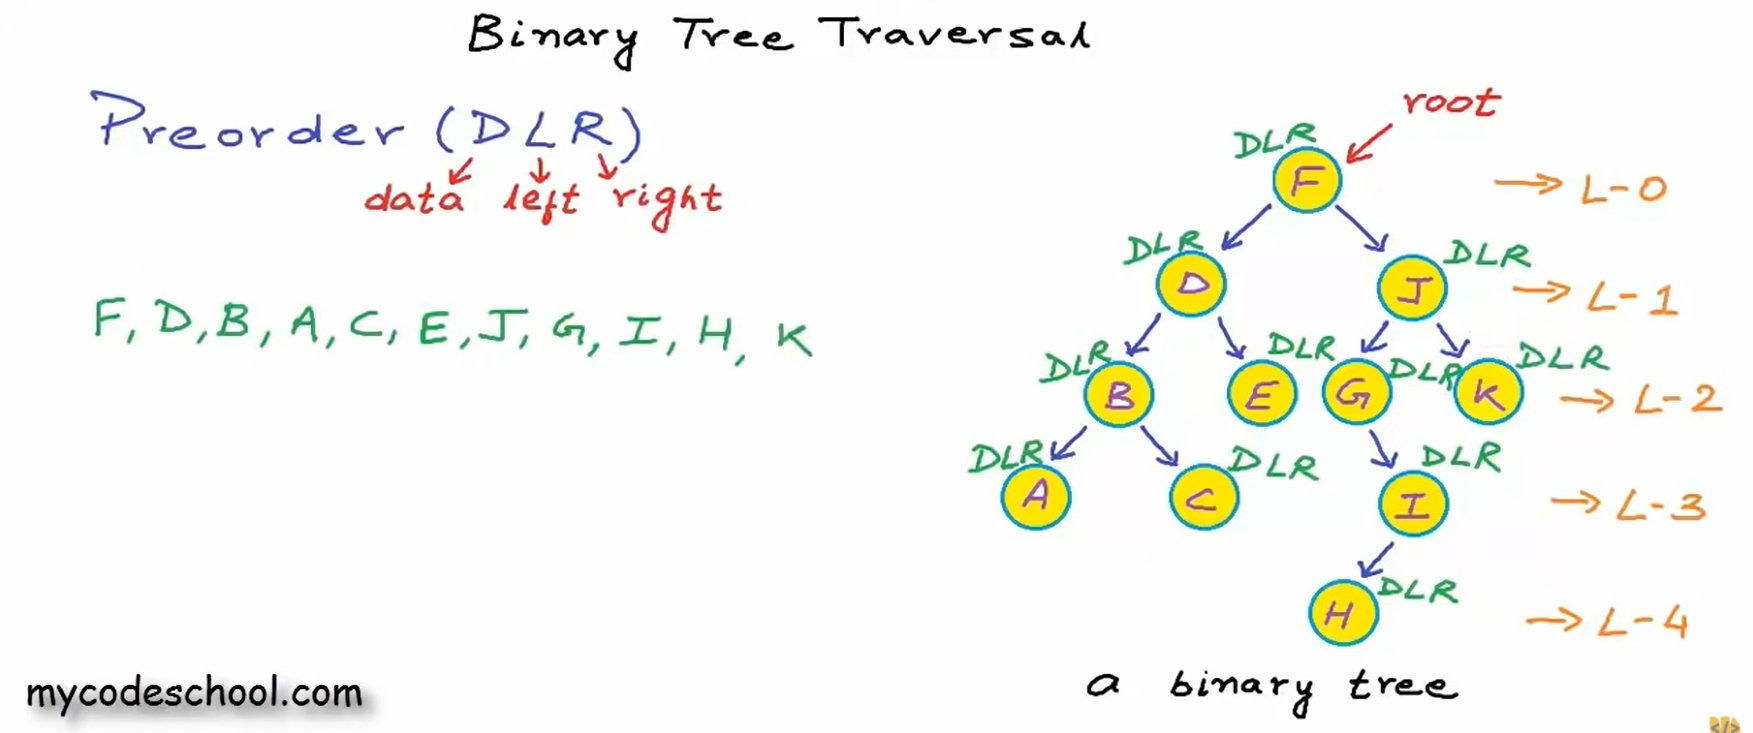 Binary Tree Traversal
Preorder (DLR)
data left right
F, D, B, A, C, E, J, G, I, H, K
root
DLR
F
L-0
DLR
D
DLR
J
L-1
DLR
B
DLR
E
G
DLR
K
DLR
L-2
DLR
A
C
DLR
I
DLR
L-3
H
DLR
L-4
a binary tree
mycodeschool.com